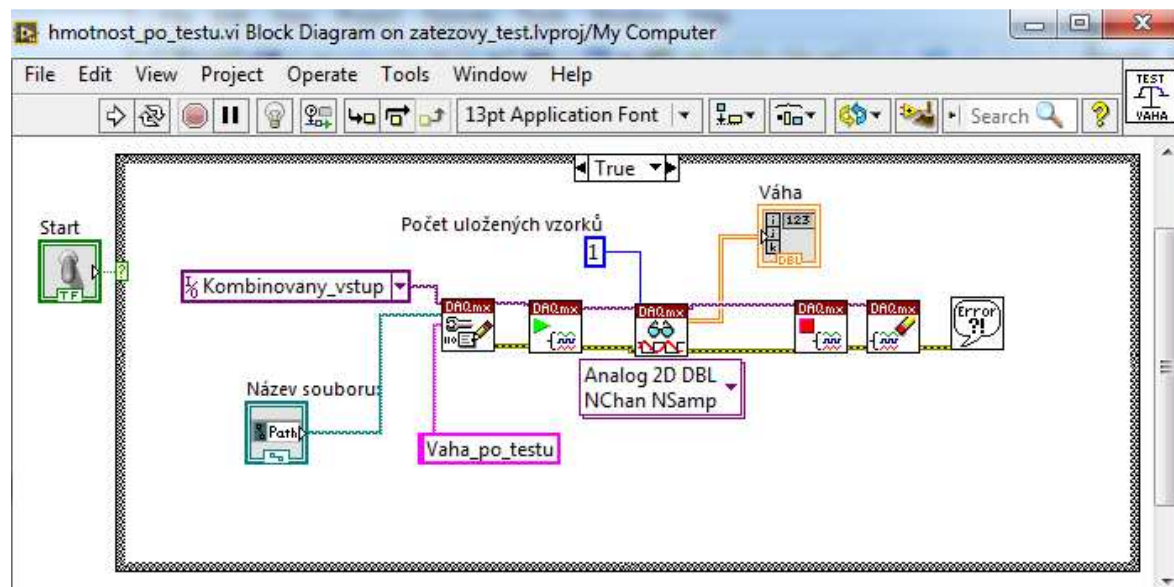 hmotnost_po_testu.vi Block Diagram on zatezovy_test.lvproj/My Computer
File Edit View Project Operate Tools Window Help
13pt Application Font
Search
TEST
VAHA
True
Start
TF
Počet uložených vzorků
1
Váha
i 123
j
k
DBL
I/O Kombinovany_vstup
DAQmx
DAQmx
DAQmx
DAQmx
DAQmx
Error
?!
Analog 2D DBL
NChan NSamp
Název souboru:
Path
Vaha_po_testu